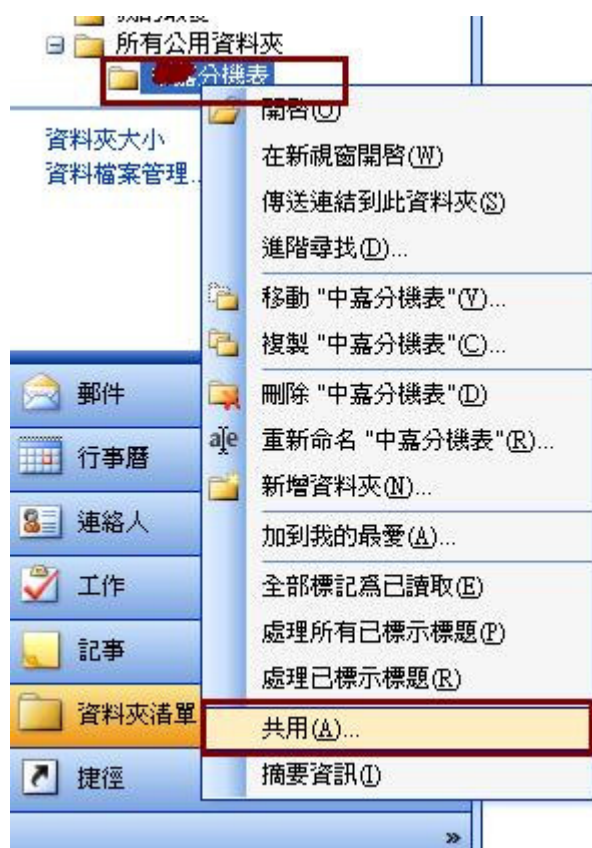 所有公用資料夾
分機表
資料夾大小
資料檔案管理..
開啓(O)
在新視窗開啓(W)
傳送連結到此資料夾(S)
進階尋找(D)...
移動 "中嘉分機表"(V)...
複製 "中嘉分機表"(C)...
刪除 "中嘉分機表"(D)
重新命名 "中嘉分機表"(R)...
新增資料夾(N)...
加到我的最愛(A)...
全部標記爲已讀取(E)
處理所有已標示標題(P)
處理已標示標題(R)
共用(A)...
摘要資訊(I)
郵件
行事曆
連絡人
工作
記事
資料夾清單
捷徑
»